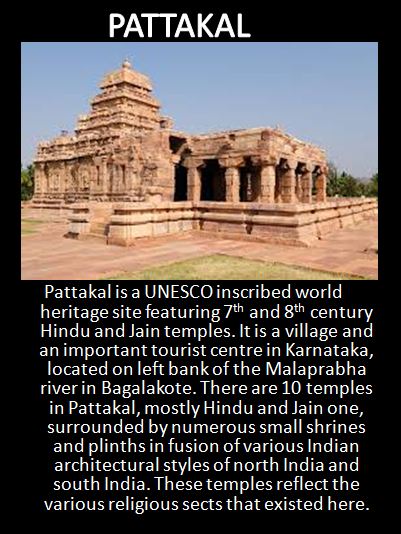 PATTAKAL
Pattakal is a UNESCO inscribed world
heritage site featuring 7th and 8th century
Hindu and Jain temples. It is a village and
an important tourist centre in Karnataka,
located on left bank of the Malaprabha
river in Bagalakote. There are 10 temples
in Pattakal, mostly Hindu and Jain one,
surrounded by numerous small shrines
and plinths in fusion of various Indian
architectural styles of north India and
south India. These temples reflect the
various religious sects that existed here.